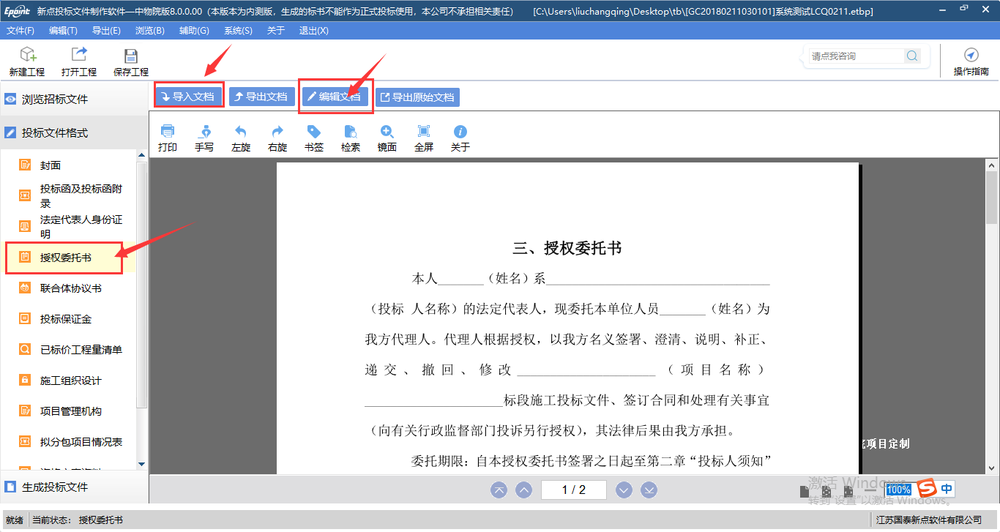 Epoint 新点投标文件制作软件—中物院版8.0.0.00（本版本为内测版，生成的标书不能作为正式投标使用，本公司不承担相关责任） [C:\Users\liuchangqing\Desktop\tb\[GC20180211030101]系统测试LCQ0211.etbp]
文件(F) 编辑(T) 导出(E) 浏览(B) 辅助(G) 系统(S) 关于 退出(X)
新建工程 打开工程 保存工程 请点我咨询 操作指南
浏览招标文件
投标文件格式
封面
投标函及投标函附
录
法定代表人身份证
明
授权委托书
联合体协议书
投标保证金
已标价工程量清单
施工组织设计
项目管理机构
拟分包项目情况表
生成投标文件
导入文档 导出文档 编辑文档 导出原始文档
打印 手写 左旋 右旋 书签 检索 镜面 全屏 关于
三、授权委托书
本人_______（姓名）系__________________________________
（投标 人名称）的法定代表人，现委托本单位人员_______（姓名）为
我方代理人。代理人根据授权，以我方名义签署、澄清、说明、补正、
递交、撤回、修改_____________________（项目名称）
_____________________标段施工投标文件、签订合同和处理有关事宜
（向有关行政监督部门投诉另行授权），其法律后果由我方承担。
委托期限：自本授权委托书签署之日起至第二章“投标人须知”
项目定制
1 / 2
100%
中
激活 Windows
转到"设置"以激活 Windows。
就绪 当前状态： 授权委托书 江苏国泰新点软件有限公司